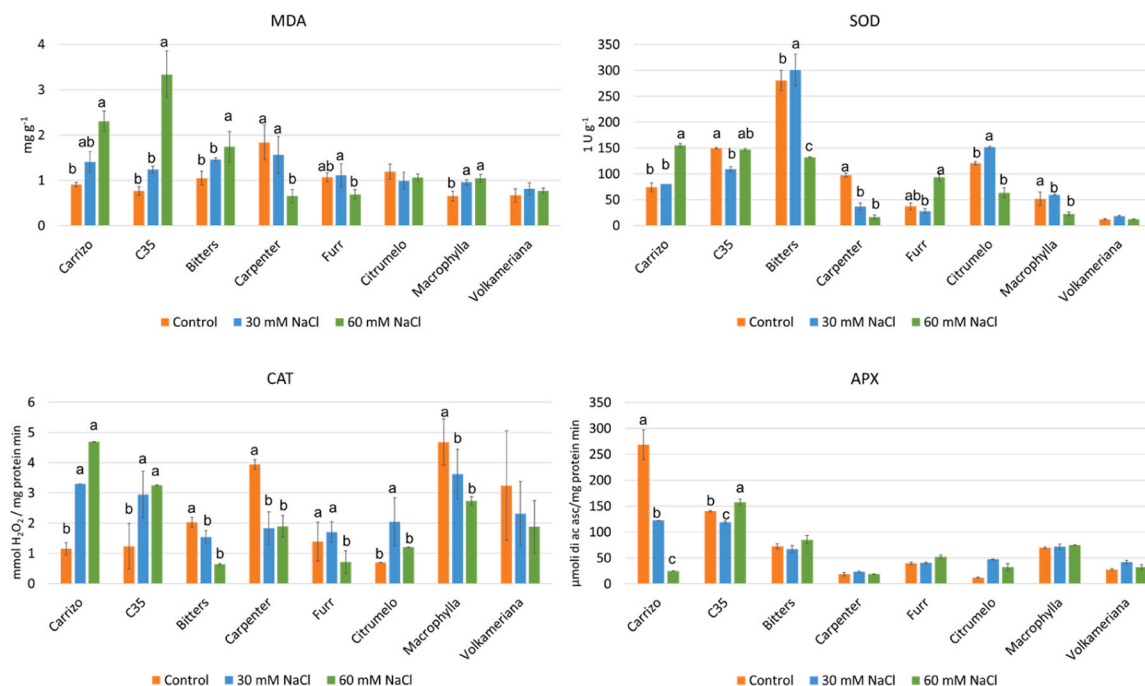 MDA
mg g-1
4
3
2
1
0
b ab a
b b a
b b a
a a b
ab a b
b a a
Carrizo C35 Bitters Carpenter Furr Citrumelo Macrophylla Volkameriana
Control 30 mM NaCl 60 mM NaCl
SOD
1 U g-1
350
300
250
200
150
100
50
0
b b a
a b ab
b a c
a b b
ab b a
b a b
a b b
Carrizo C35 Bitters Carpenter Furr Citrumelo Macrophylla Volkameriana
Control 30 mM NaCl 60 mM NaCl
CAT
mmol H2O2 / mg protein min
6
5
4
3
2
1
0
b a a
b a a
a b b
a b b
a a b
b a b
a b b
Carrizo C35 Bitters Carpenter Furr Citrumelo Macrophylla Volkameriana
Control 30 mM NaCl 60 mM NaCl
APX
µmoldi di ac asc/mg protein min
350
300
250
200
150
100
50
0
a b c
b c a
Carrizo C35 Bitters Carpenter Furr Citrumelo Macrophylla Volkameriana
Control 30 mM NaCl 60 mM NaCl